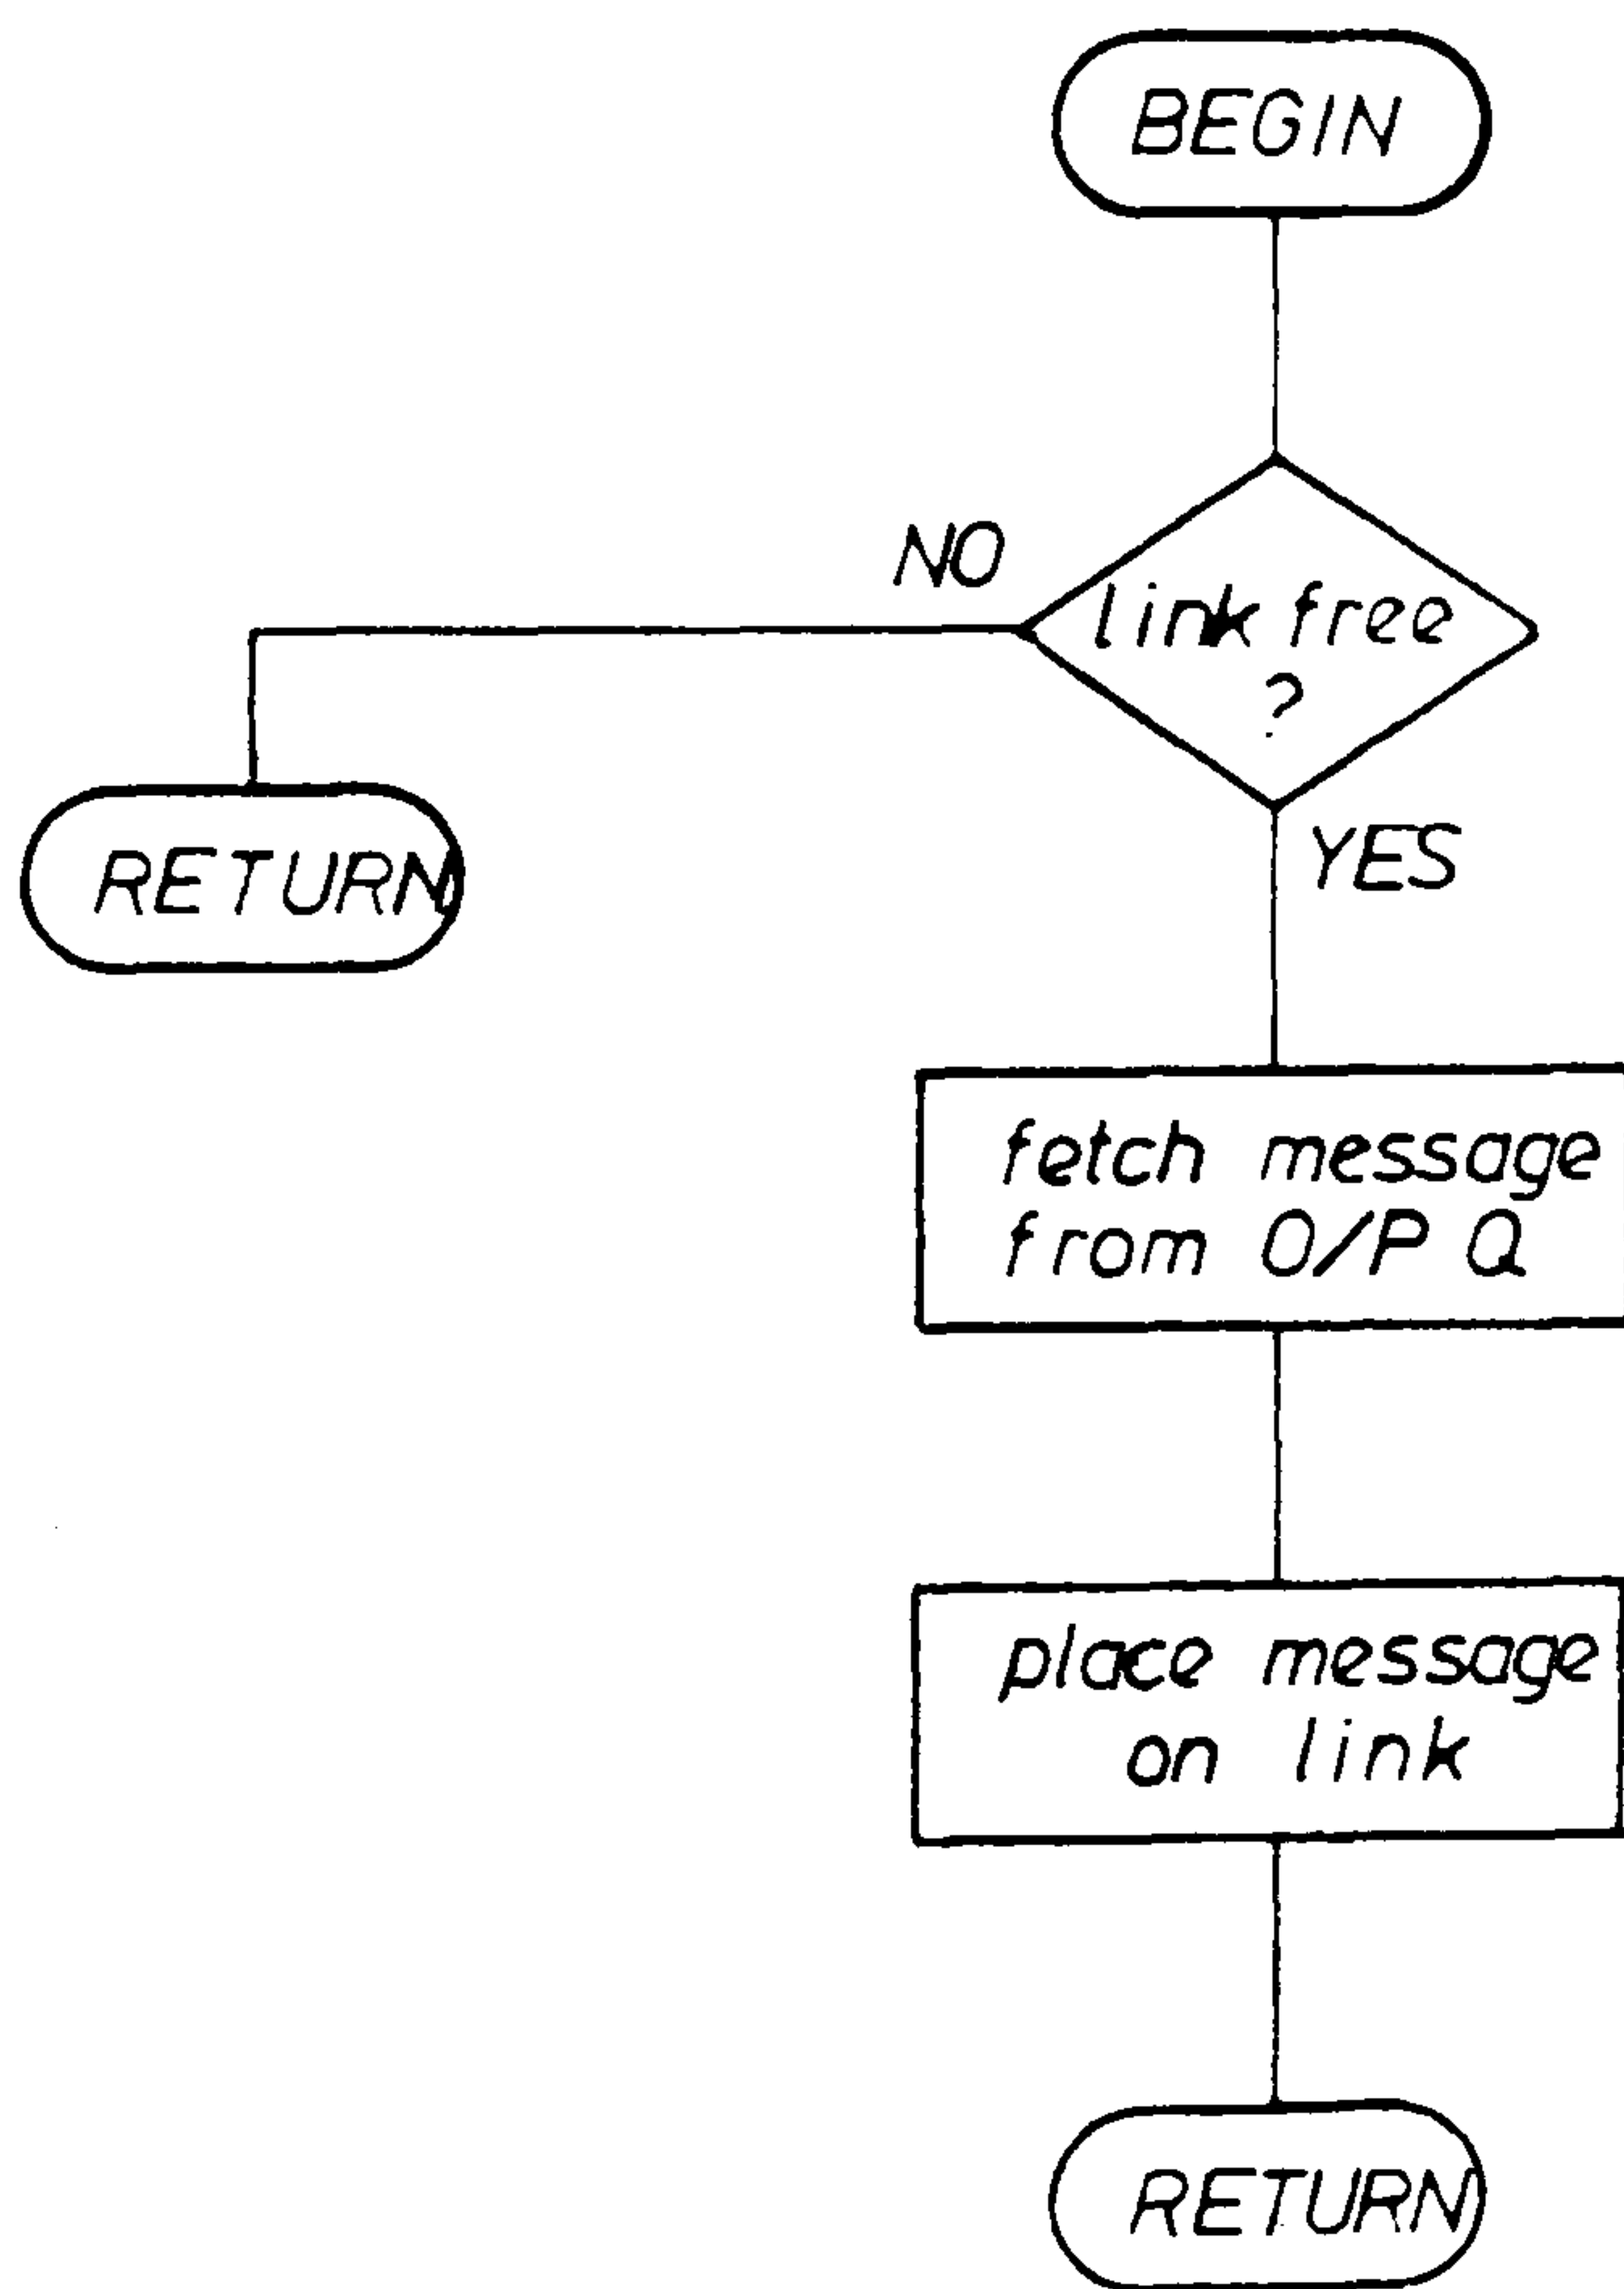 BEGIN
NO
link free
?
RETURN
YES
fetch message
from O/P Q
place message
on link
RETURN